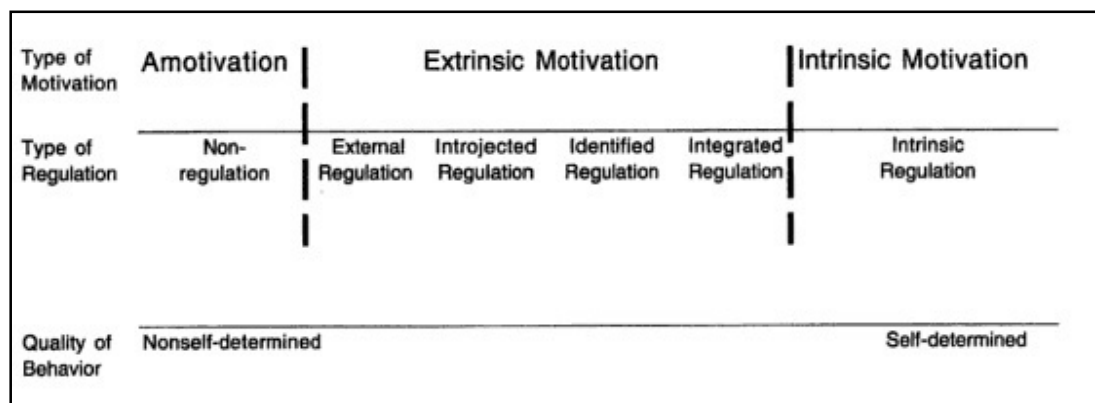 Type of Motivation
Amotivation
Extrinsic Motivation
Intrinsic Motivation
Type of Regulation
Non-regulation
External Regulation
Introjected Regulation
Identified Regulation
Integrated Regulation
Intrinsic Regulation
Quality of Behavior
Nonself-determined
Self-determined